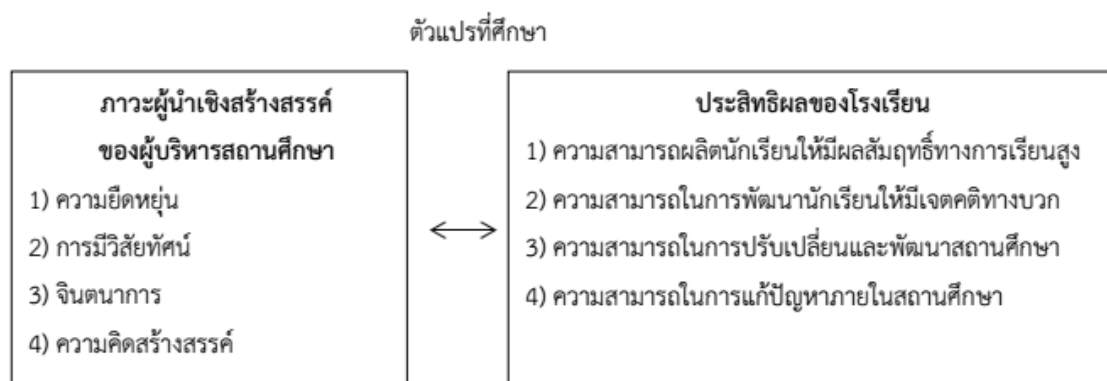 ตัวแปรที่ศึกษา
ภาวะผู้นำเชิงสร้างสรรค์
ของผู้บริหารสถานศึกษา
1) ความยืดหยุ่น
2) การมีวิสัยทัศน์
3) จินตนาการ
4) ความคิดสร้างสรรค์
ประสิทธิผลของโรงเรียน
1) ความสามารถผลิตนักเรียนให้มีผลสัมฤทธิ์ทางการเรียนสูง
2) ความสามารถในการพัฒนานักเรียนให้มีเจตคติทางบวก
3) ความสามารถในการปรับเปลี่ยนและพัฒนาสถานศึกษา
4) ความสามารถในการแก้ปัญหาภายในสถานศึกษา